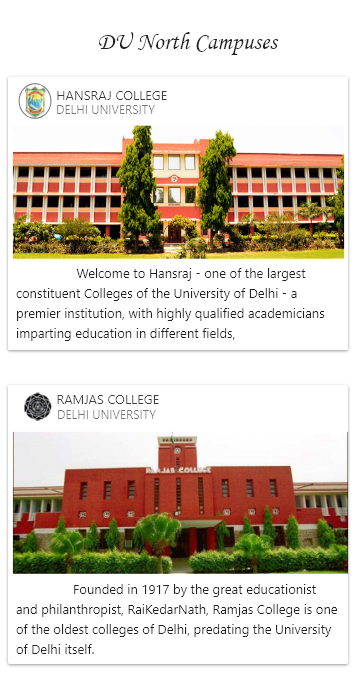 DU North Campuses
HANSRAJ COLLEGE
DELHI UNIVERSITY
Welcome to Hansraj - one of the largest
constituent Colleges of the University of Delhi - a
premier institution, with highly qualified academicians
imparting education in different fields,
RAMJAS COLLEGE
DELHI UNIVERSITY
RAMJAS COLLEGE
Founded in 1917 by the great educationist
and philanthropist, RaiKedarNath, Ramjas College is one
of the oldest colleges of Delhi, predating the University
of Delhi itself.